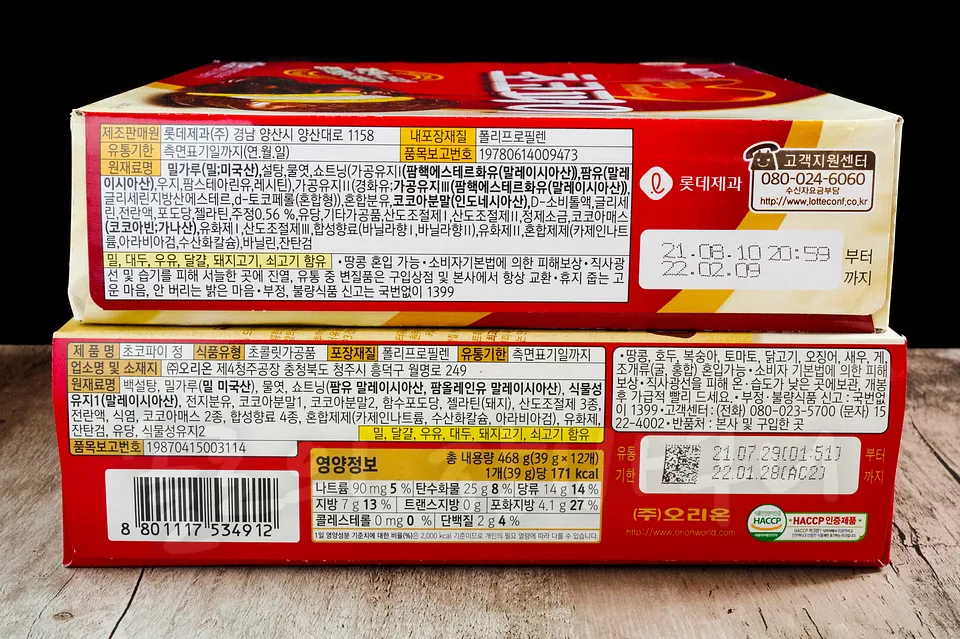 제조판매원 롯데제과(주) 경남 양산시 양산대로 1158 내포장재질 폴리프로필렌
유통기한 측면표기일까지(연,월,일) 품목보고번호 19780614009473
원재료명 밀가루(밀:미국산),설탕,물엿,쇼트닝(가공유지Ⅰ(팜핵에스테르화유(말레이시아산),팜유(말레
이시아산),우지,팜스테아린유,레시틴),가공유지Ⅱ(경화유:가공유지Ⅲ(팜핵에스테르화유(말레이시아산),
글리세린지방산에스테르,d-토코페롤(혼합형)),혼합분유,코코아분말(인도네시아산),D-소비톨액,글리세
린,전란액,포도당,젤라틴,주정0.56 %,유당,기타가공품,산도조절제Ⅰ,산도조절제Ⅱ,정제소금,코코아매스
(코코아빈:가나산),유화제Ⅰ,산도조절제Ⅲ,합성향료(바닐라향Ⅰ,바닐라향Ⅱ),유화제Ⅱ,혼합제제(카제인나트
륨,아라비아검,수산화칼슘),바닐린,잔탄검
밀, 대두, 우유, 달걀, 돼지고기, 쇠고기 함유 •땅콩 혼입 가능•소비자기본법에 의한 피해보상•직사광
선 및 습기를 피해 서늘한 곳에 진열, 유통 중 변질품은 구입상점 및 본사에서 항상 교환•휴지 줍는 고
운 마음, 안 버리는 밝은 마음•부정, 불량식품 신고는 국번없이 1399
롯데제과
고객지원센터
080-024-6060
수신자요금부담
http://www.lotteconf.co.kr
21.08.10 20:59 부터
22.02.09 까지
제 품 명 초코파이 정 식품유형 초콜릿가공품 포장재질 폴리프로필렌 유통기한 측면표기일까지
업소명 및 소재지 ㈜오리온 제4청주공장 충청북도 청주시 흥덕구 월명로 249
원재료명 백설탕, 밀가루(밀 미국산), 물엿, 쇼트닝(팜유 말레이시아산, 팜올레인유 말레이시아산), 식물성
유지1(말레이시아산), 전지분유, 코코아분말1, 코코아분말2, 함수포도당, 젤라틴(돼지), 산도조절제 3종,
전란액, 식염, 코코아매스 2종, 합성향료 4종, 혼합제제(카제인나트륨, 수산화칼슘, 아라비아검), 유화제,
잔탄검, 유당, 식물성유지2 밀, 달걀, 우유, 대두, 돼지고기, 쇠고기 함유
품목보고번호 19870415003114
•땅콩, 호두, 복숭아, 토마토, 닭고기, 오징어, 새우, 게,
조개류(굴, 홍합) 혼입가능•소비자 기본법에 의한 피해
보상•직사광선을 피해 온·습도가 낮은 곳에보관, 개봉
후 가급적 빨리 드세요.•부정·불량식품 신고 : 국번없
이 1399•고객센터: (전화) 080-023-5700 (문자) 15
22-4002•반품처: 본사 및 구입한 곳
유통 21.07.29(01:51) 부터
기한 22.01.28(AC2) 까지
8 801117 534912
영양정보 총 내용량 468 g(39 g×12개)
1개(39 g)당 171 kcal
나트륨 90 mg 5 % 탄수화물 25 g 8 % 당류 14 g 14 %
지방 7 g 13 % 트랜스지방 0 g 포화지방 4.1 g 27 %
콜레스테롤 0 mg 0 % 단백질 2 g 4 %
1일 영양성분 기준치에 대한 비율(%)은 2,000 kcal 기준이므로 개인의 필요 열량에 따라 다를 수 있습니다.
(주)오리온
http://www.orionworld.com
HACCP
HACCP 인증제품